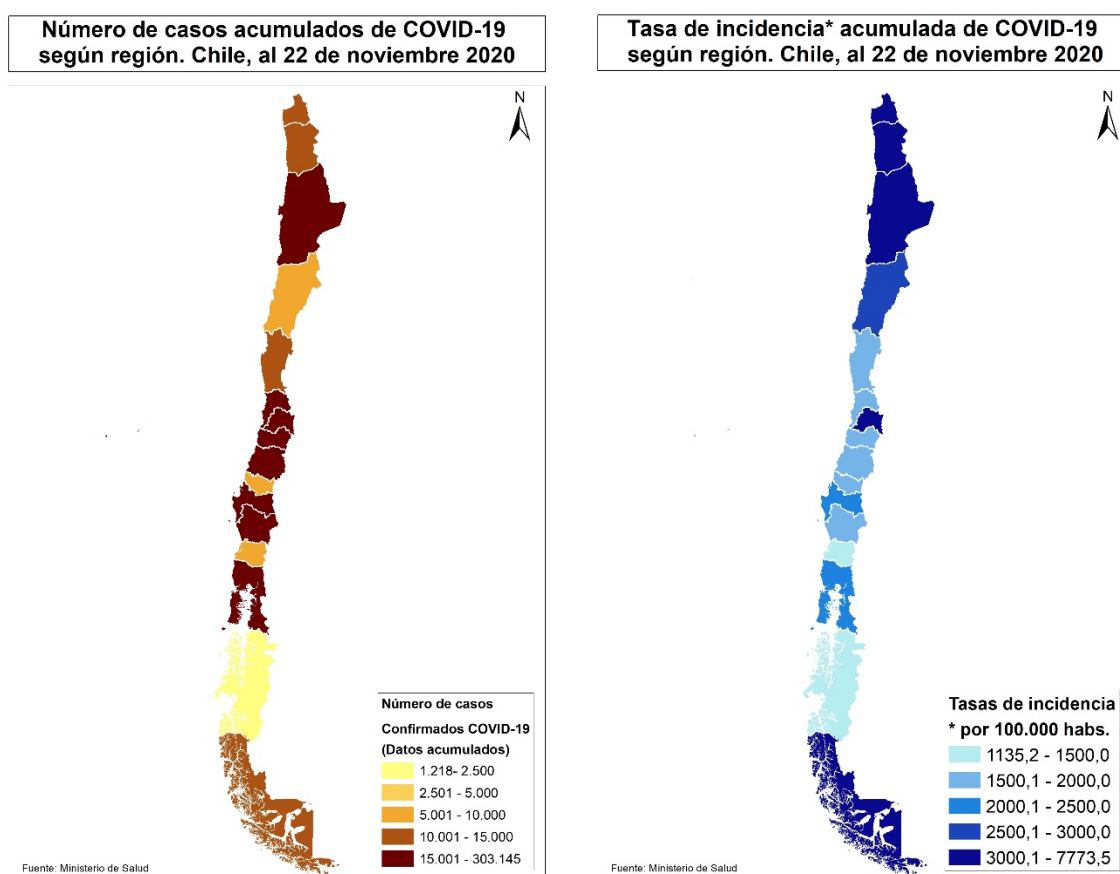 Número de casos acumulados de COVID-19
según región. Chile, al 22 de noviembre 2020
N
Número de casos
Confirmados COVID-19
(Datos acumulados)
1.218- 2.500
2.501 - 5.000
5.001 - 10.000
10.001 - 15.000
15.001 - 303.145
Fuente: Ministerio de Salud
Tasa de incidencia* acumulada de COVID-19
según región. Chile, al 22 de noviembre 2020
N
Tasas de incidencia
* por 100.000 habs.
1135,2 - 1500,0
1500,1 - 2000,0
2000,1 - 2500,0
2500,1 - 3000,0
3000,1 - 7773,5
Fuente: Ministerio de Salud